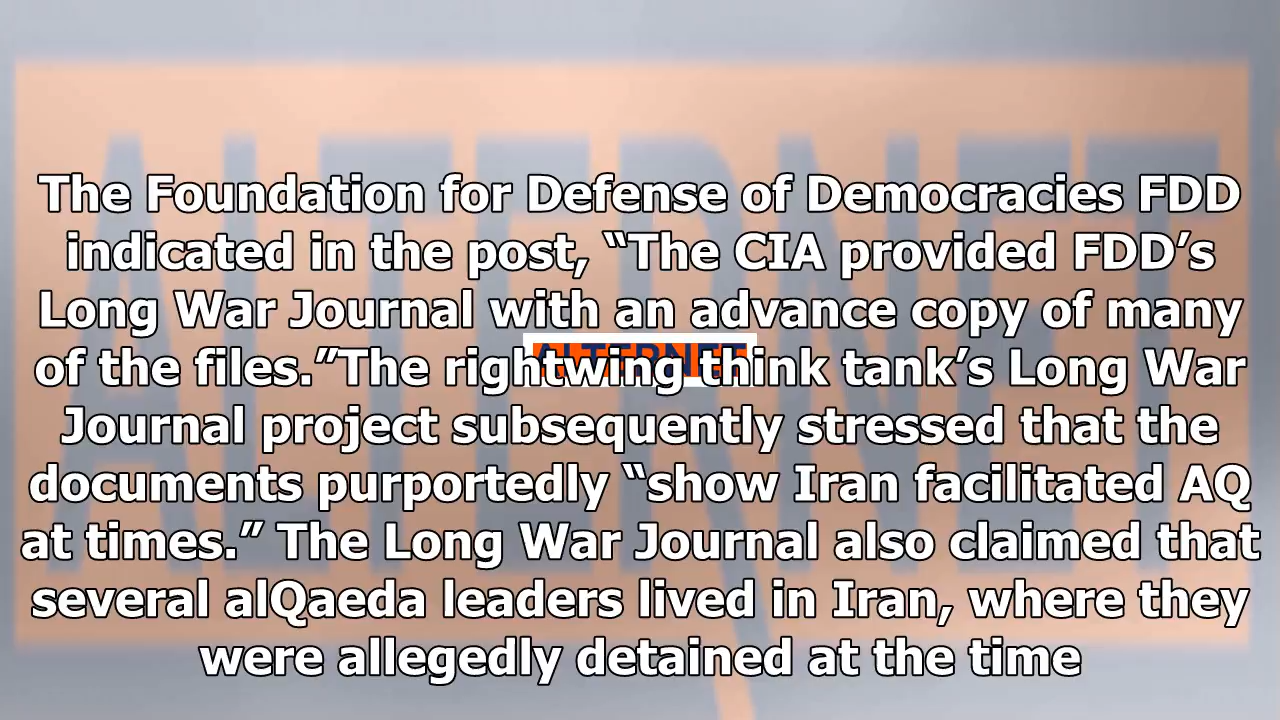 The Foundation for Defense of Democracies FDD
indicated in the post, “The CIA provided FDD’s
Long War Journal with an advance copy of many
of the files.”The rightwing think tank’s Long War
Journal project subsequently stressed that the
documents purportedly “show Iran facilitated AQ
at times.” The Long War Journal also claimed that
several alQaeda leaders lived in Iran, where they
were allegedly detained at the time
ALTERNET
ALTERNET